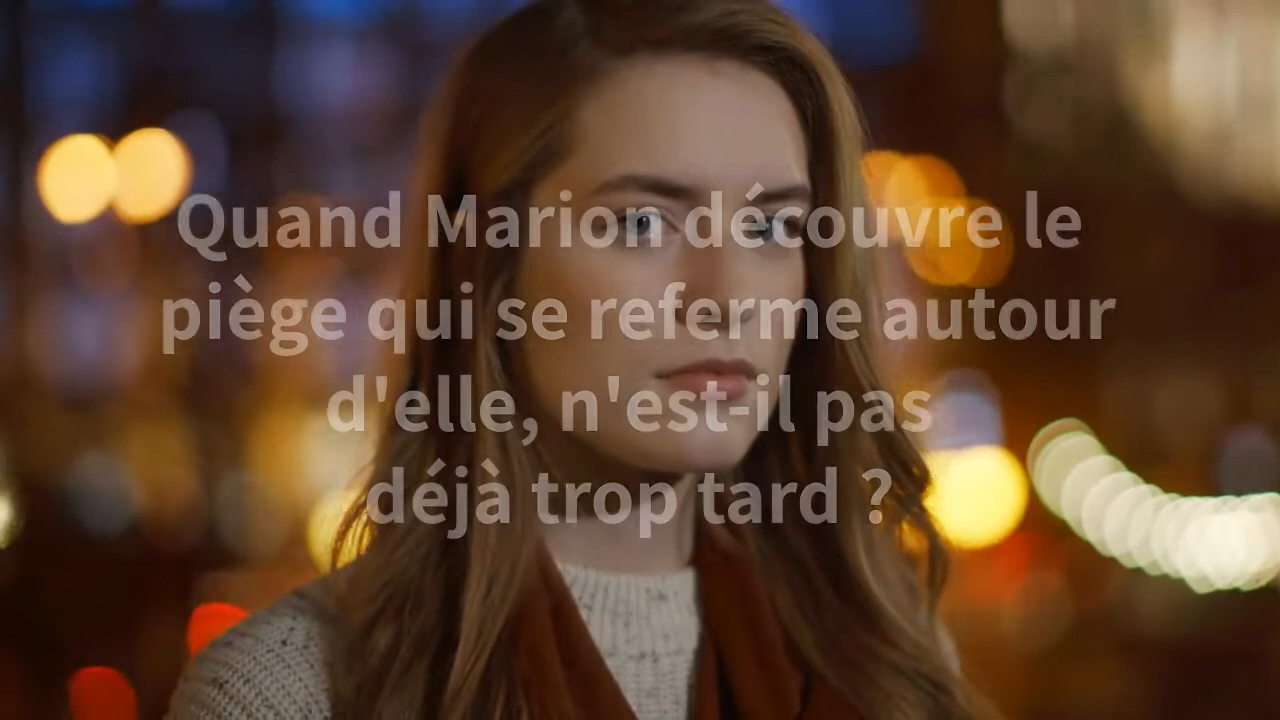 Quand Marion découvre le
piège qui se referme autour
d'elle, n'est-il pas
déjà trop tard ?